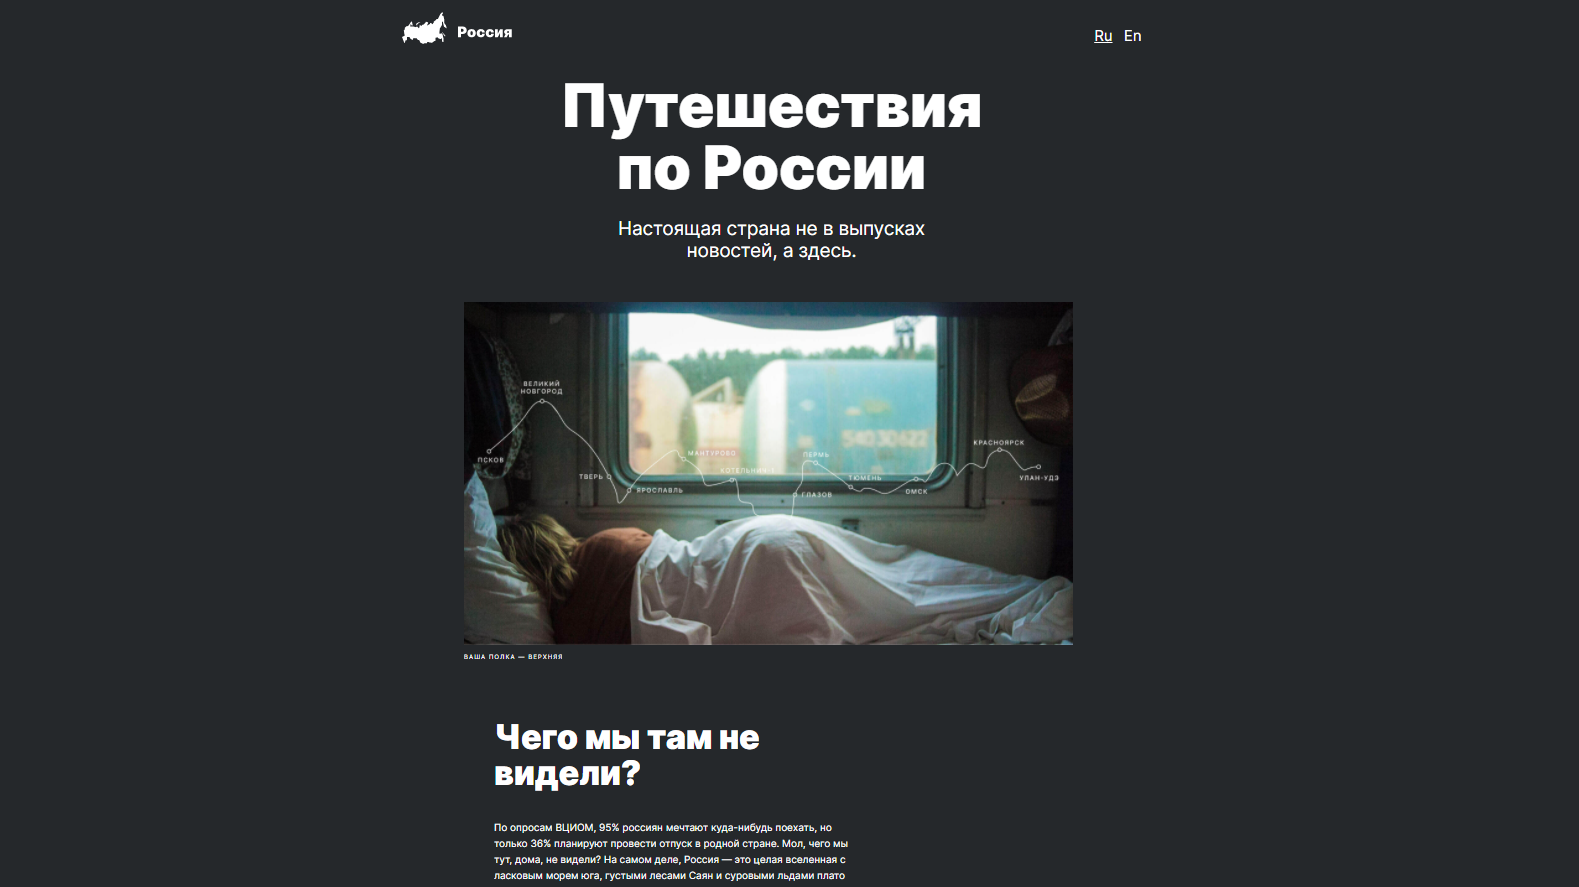 Россия
Ru En
Путешествия
по России
Настоящая страна не в выпусках
новостей, а здесь.
ВЕЛИКИЙ
НОВГОРОД
ПСКОВ
ТВЕРЬ
ЯРОСЛАВЛЬ
МАНТУРОВО
КОТЕЛЬНИЧ
ПЕРМЬ
ГЛАЗОВ
ТЮМЕНЬ
ОМСК
КРАСНОЯРСК
УЛАН-УДЭ
54030622
ВАША ПОЛКА — ВЕРХНЯЯ
Чего мы там не
видели?
По опросам ВЦИОМ, 95% россиян мечтают куда-нибудь поехать, но
только 36% планируют провести отпуск в родной стране. Мол, чего мы
тут, дома, не видели? На самом деле, Россия — это целая вселенная с
ласковым морем юга, густыми лесами Саян и суровыми льдами плато